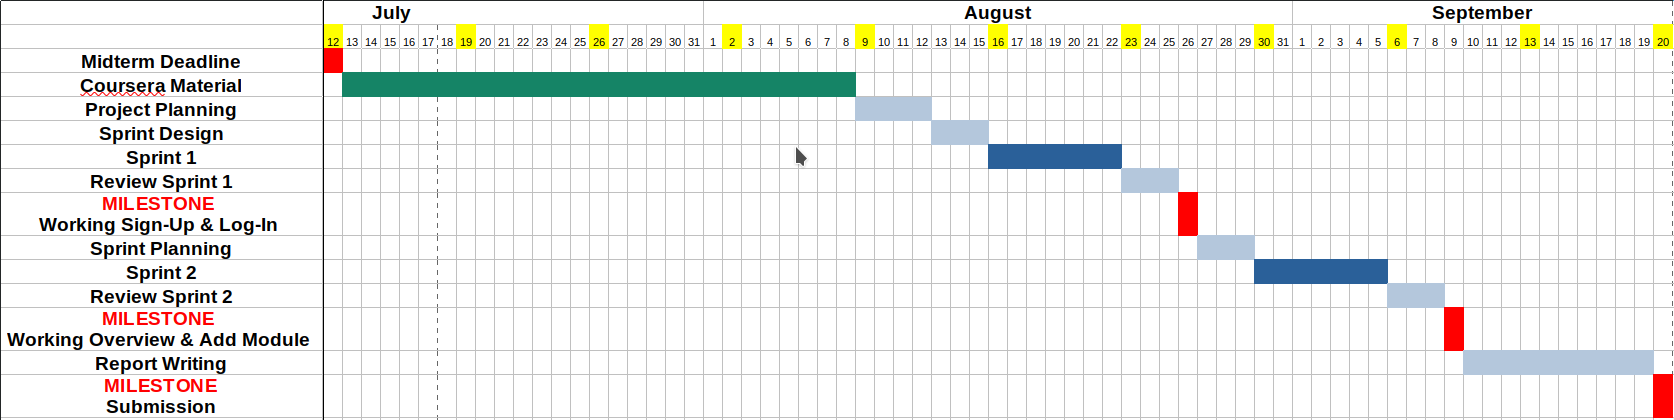 July August September
12 13 14 15 16 17 18 19 20 21 22 23 24 25 26 27 28 29 30 31 1 2 3 4 5 6 7 8 9 10 11 12 13 14 15 16 17 18 19 20 21 22 23 24 25 26 27 28 29 30 31 1 2 3 4 5 6 7 8 9 10 11 12 13 14 15 16 17 18 19 20
Midterm Deadline
Coursera Material
Project Planning
Sprint Design
Sprint 1
Review Sprint 1
MILESTONE
Working Sign-Up & Log-In
Sprint Planning
Sprint 2
Review Sprint 2
MILESTONE
Working Overview & Add Module
Report Writing
MILESTONE
Submission